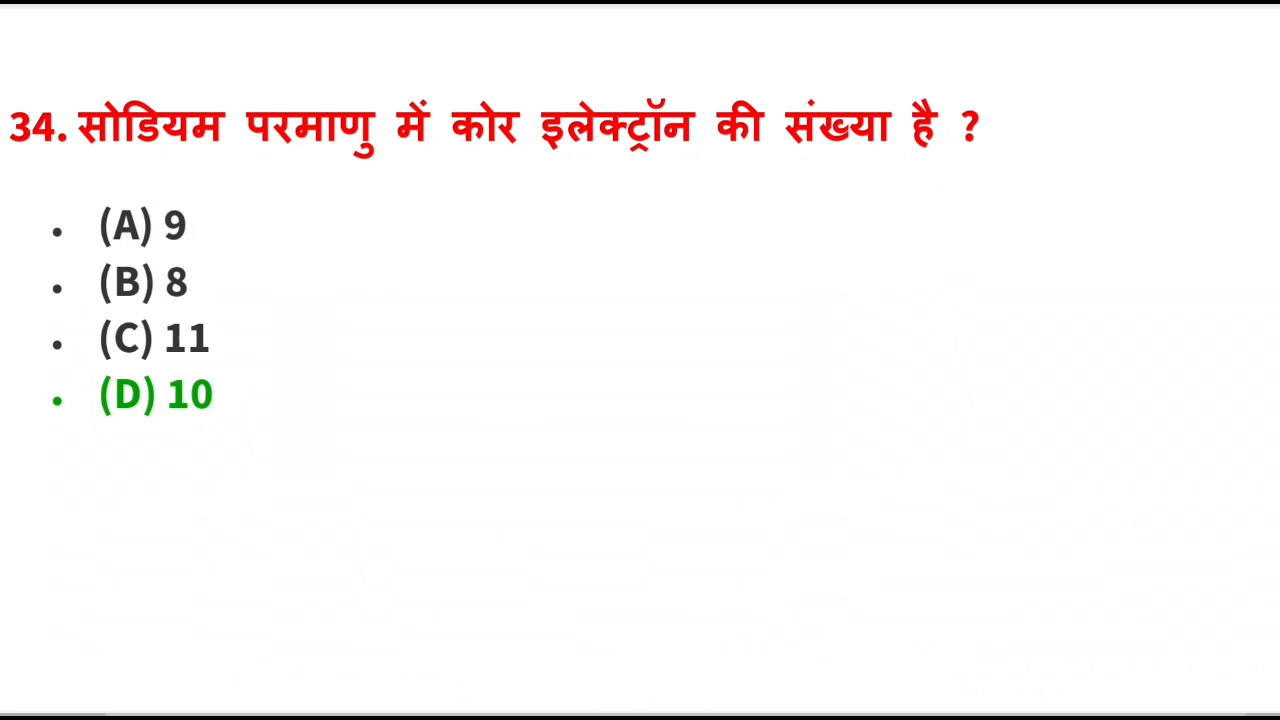 34. सोडियम परमाणु में कोर इलेक्ट्रॉन की संख्या है ?
• (A) 9
• (B) 8
• (C) 11
• (D) 10